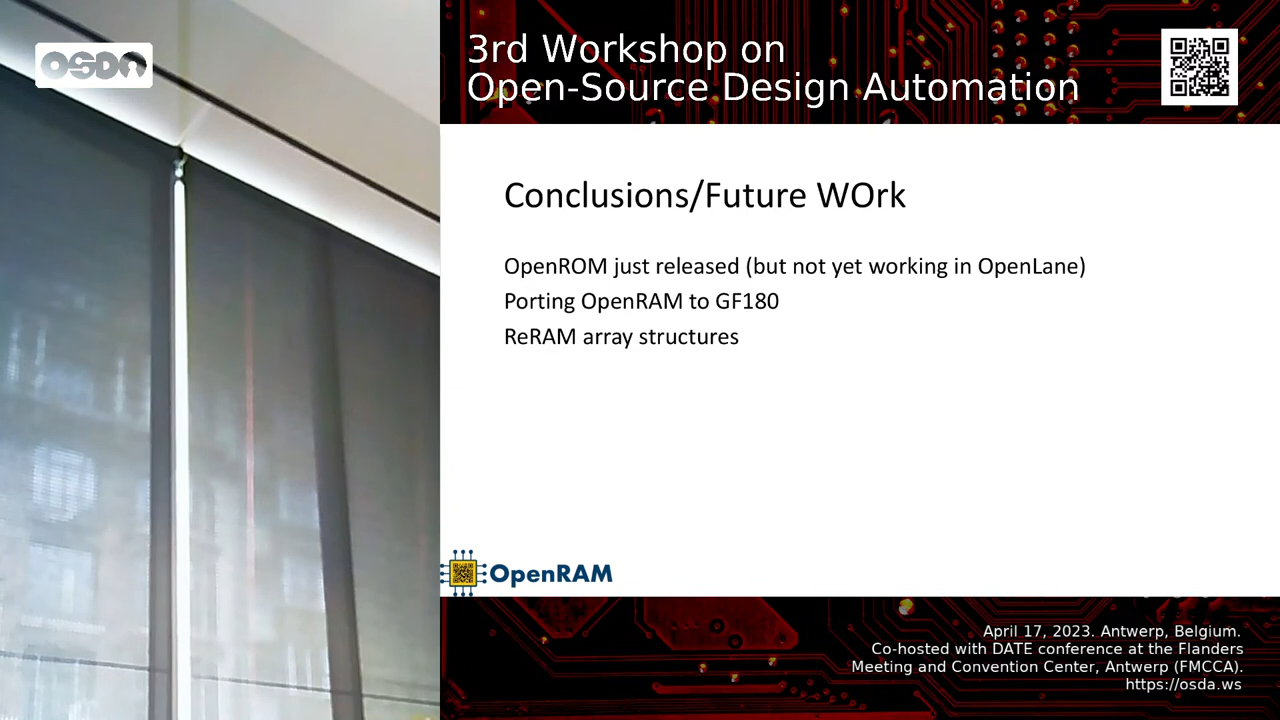 OSDA
3rd Workshop on
Open-Source Design Automation
Conclusions/Future WOrk
OpenROM just released (but not yet working in OpenLane)
Porting OpenRAM to GF180
ReRAM array structures
OpenRAM
April 17, 2023. Antwerp, Belgium.
Co-hosted with DATE conference at the Flanders
Meeting and Convention Center, Antwerp (FMCCA).
https://osda.ws